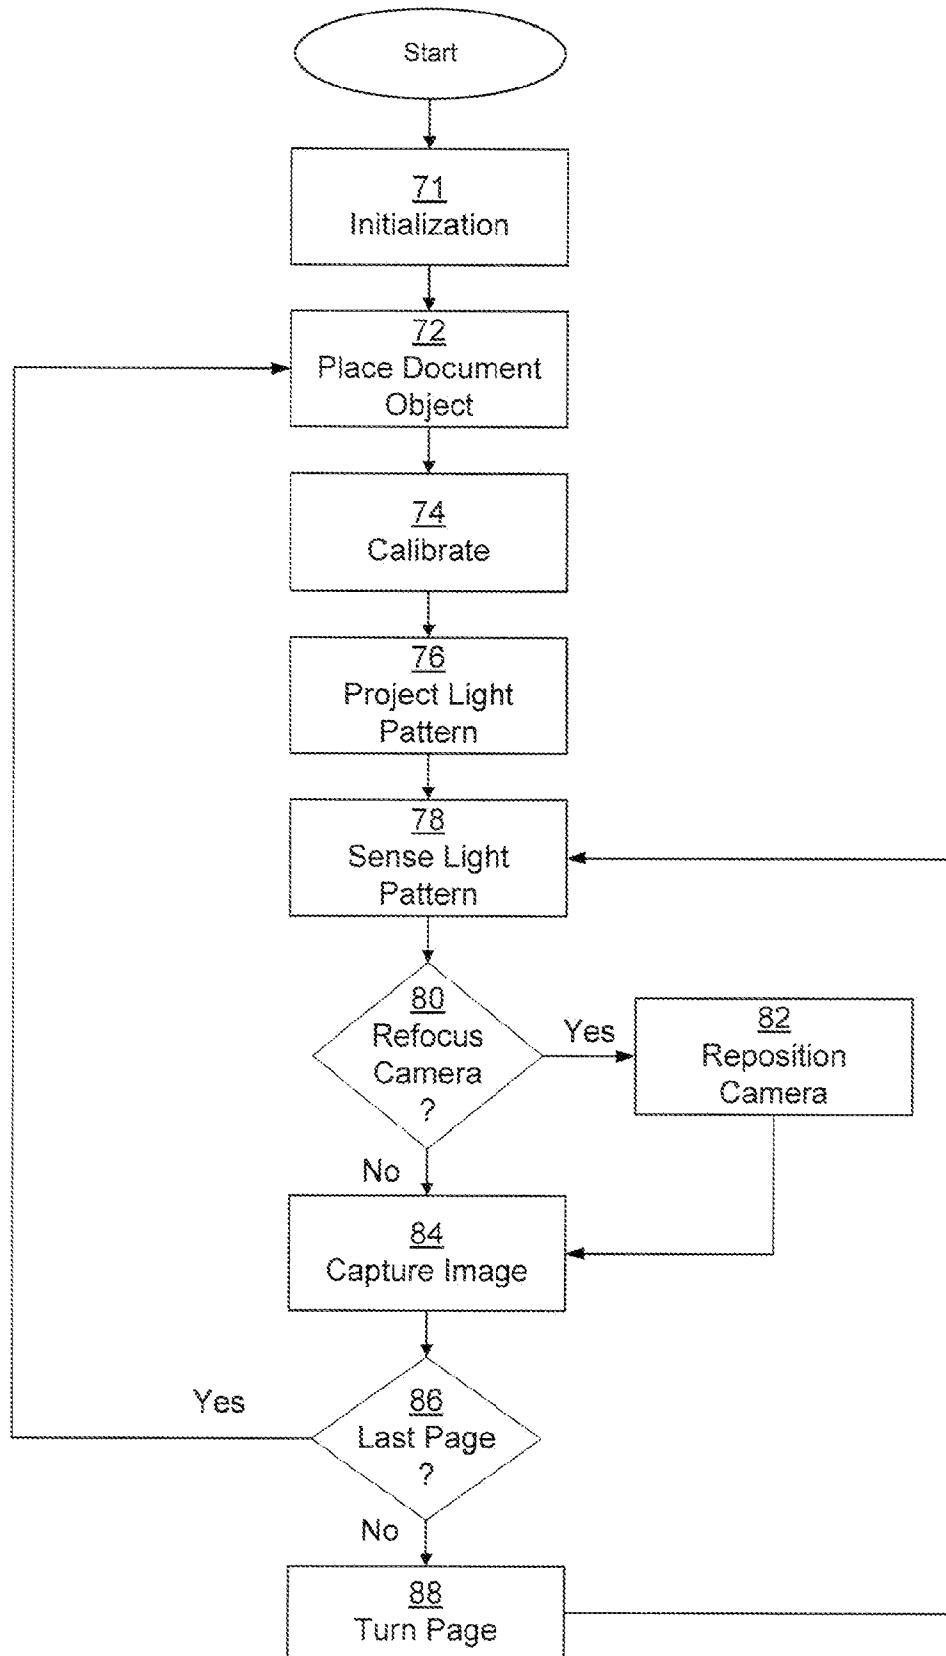 Start
71
Initialization
72
Place Document
Object
74
Calibrate
76
Project Light
Pattern
78
Sense Light
Pattern
80
Refocus
Camera
?
Yes
82
Reposition
Camera
No
84
Capture Image
Yes
86
Last Page
?
No
88
Turn Page